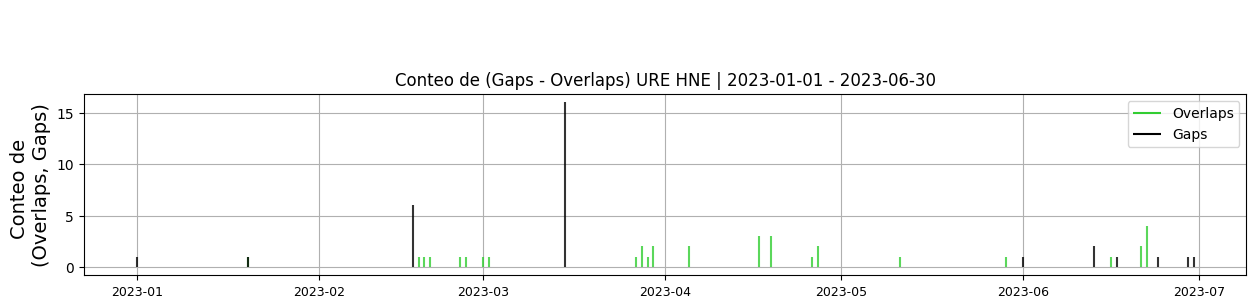 Conteo de (Gaps - Overlaps) URE HNE | 2023-01-01 - 2023-06-30
Conteo de
(Overlaps, Gaps)
15
10
5
0
Overlaps
Gaps
2023-01
2023-02
2023-03
2023-04
2023-05
2023-06
2023-07